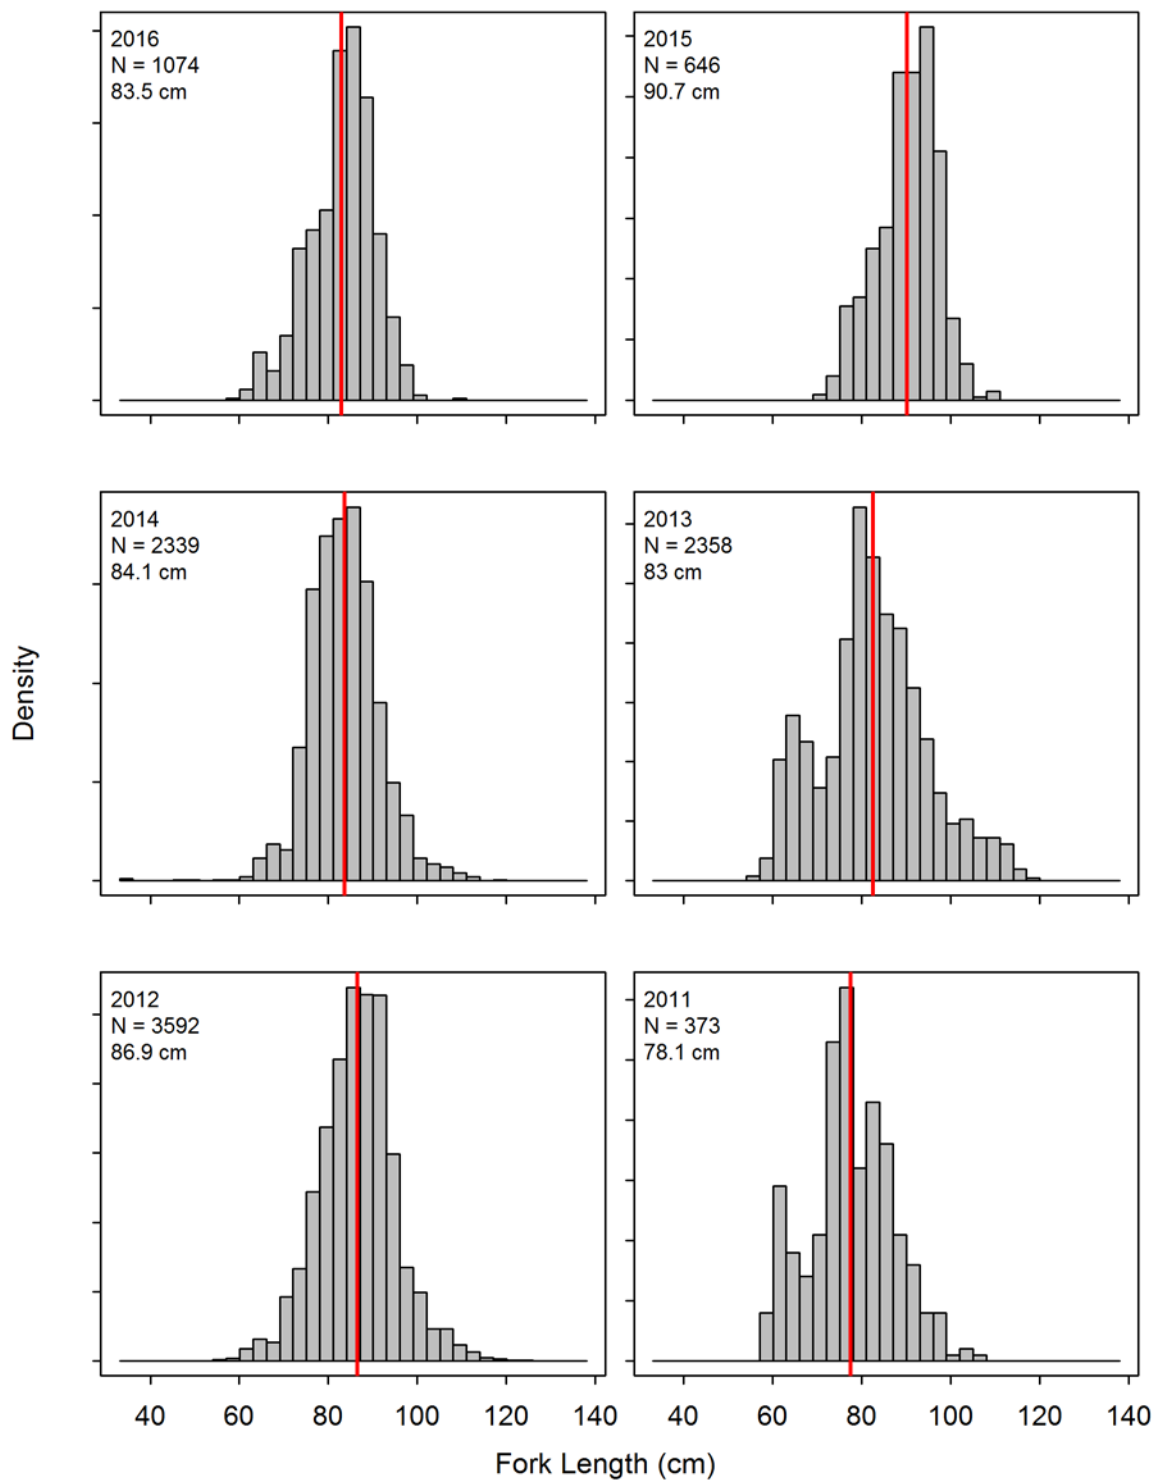 2016
N = 1074
83.5 cm
2015
N = 646
90.7 cm
2014
N = 2339
84.1 cm
2013
N = 2358
83 cm
Density
2012
N = 3592
86.9 cm
2011
N = 373
78.1 cm
40 60 80 100 120 140
40 60 80 100 120 140
Fork Length (cm)